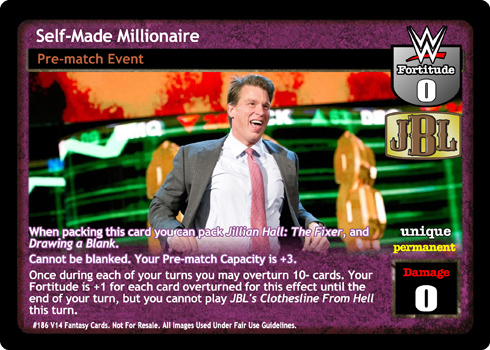 Self-Made Millionaire
Pre-match Event
W
Fortitude
0
JBL
unique
permanent
When packing this card you can pack Jillian Hall: The Fixer, and
Drawing a Blank.
Cannot be blanked. Your Pre-match Capacity is +3.
Once during each of your turns you may overturn 10- cards. Your
Fortitude is +1 for each card overturned for this effect until the
end of your turn, but you cannot play JBL's Clothesline From Hell
this turn.
Damage
0
#186 V14 Fantasy Cards. Not For Resale. All Images Used Under Fair Use Guidelines.